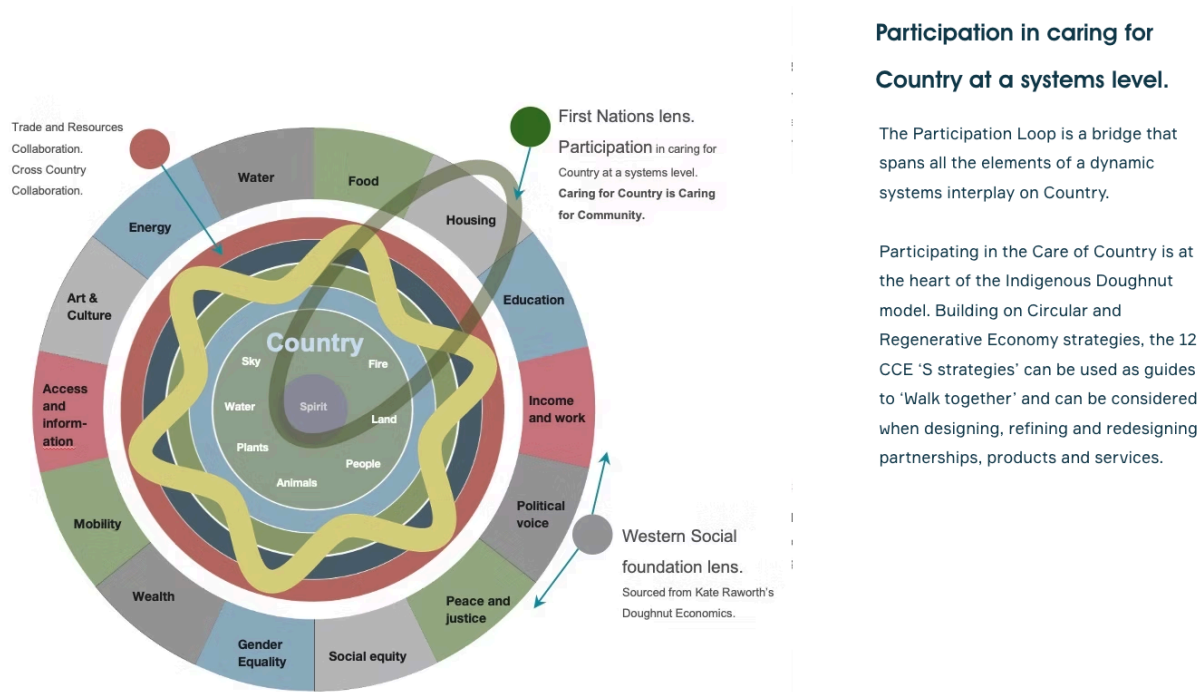 Trade and Resources
Collaboration.
Cross Country
Collaboration.
First Nations lens.
Participation in caring for
Country at a systems level.
Caring for Country is Caring
for Community.
Water
Food
Housing
Education
Income
and work
Political
voice
Peace and
justice
Social equity
Gender
Equality
Wealth
Mobility
Access
and
inform-
ation
Art &
Culture
Energy
Country
Sky
Fire
Water
Spirit
Land
Plants
People
Animals
Western Social
foundation lens.
Sourced from Kate Raworth's
Doughnut Economics.
Participation in caring for
Country at a systems level.
The Participation Loop is a bridge that
spans all the elements of a dynamic
systems interplay on Country.
Participating in the Care of Country is at
the heart of the Indigenous Doughnut
model. Building on Circular and
Regenerative Economy strategies, the 12
CCE ‘S strategies’ can be used as guides
to ‘Walk together’ and can be considered
when designing, refining and redesigning
partnerships, products and services.